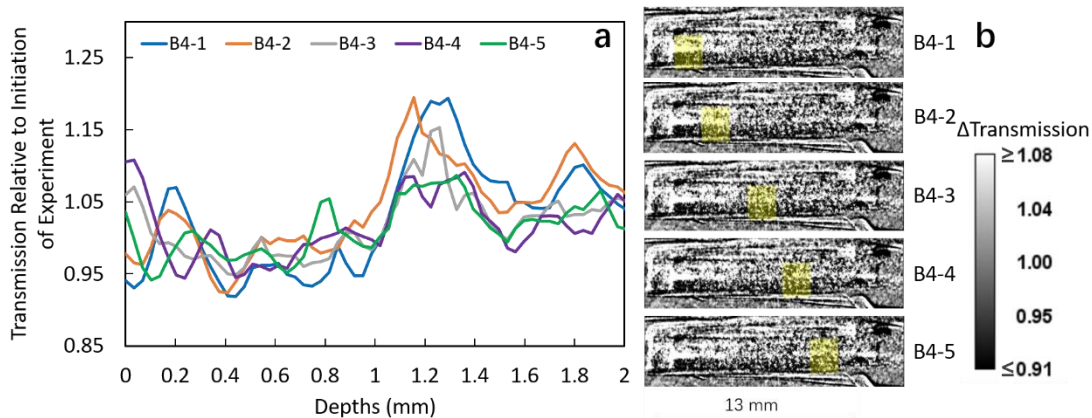 Transmission Relative to Initiation
of Experiment
1.25
1.15
1.05
0.95
0.85
B4-1 B4-2 B4-3 B4-4 B4-5
a
0 0.2 0.4 0.6 0.8 1 1.2 1.4 1.6 1.8 2
Depths (mm)
B4-1
B4-2
B4-3
B4-4
B4-5
13 mm
b
ΔTransmission
≥1.08
1.04
1.00
0.95
≤0.91